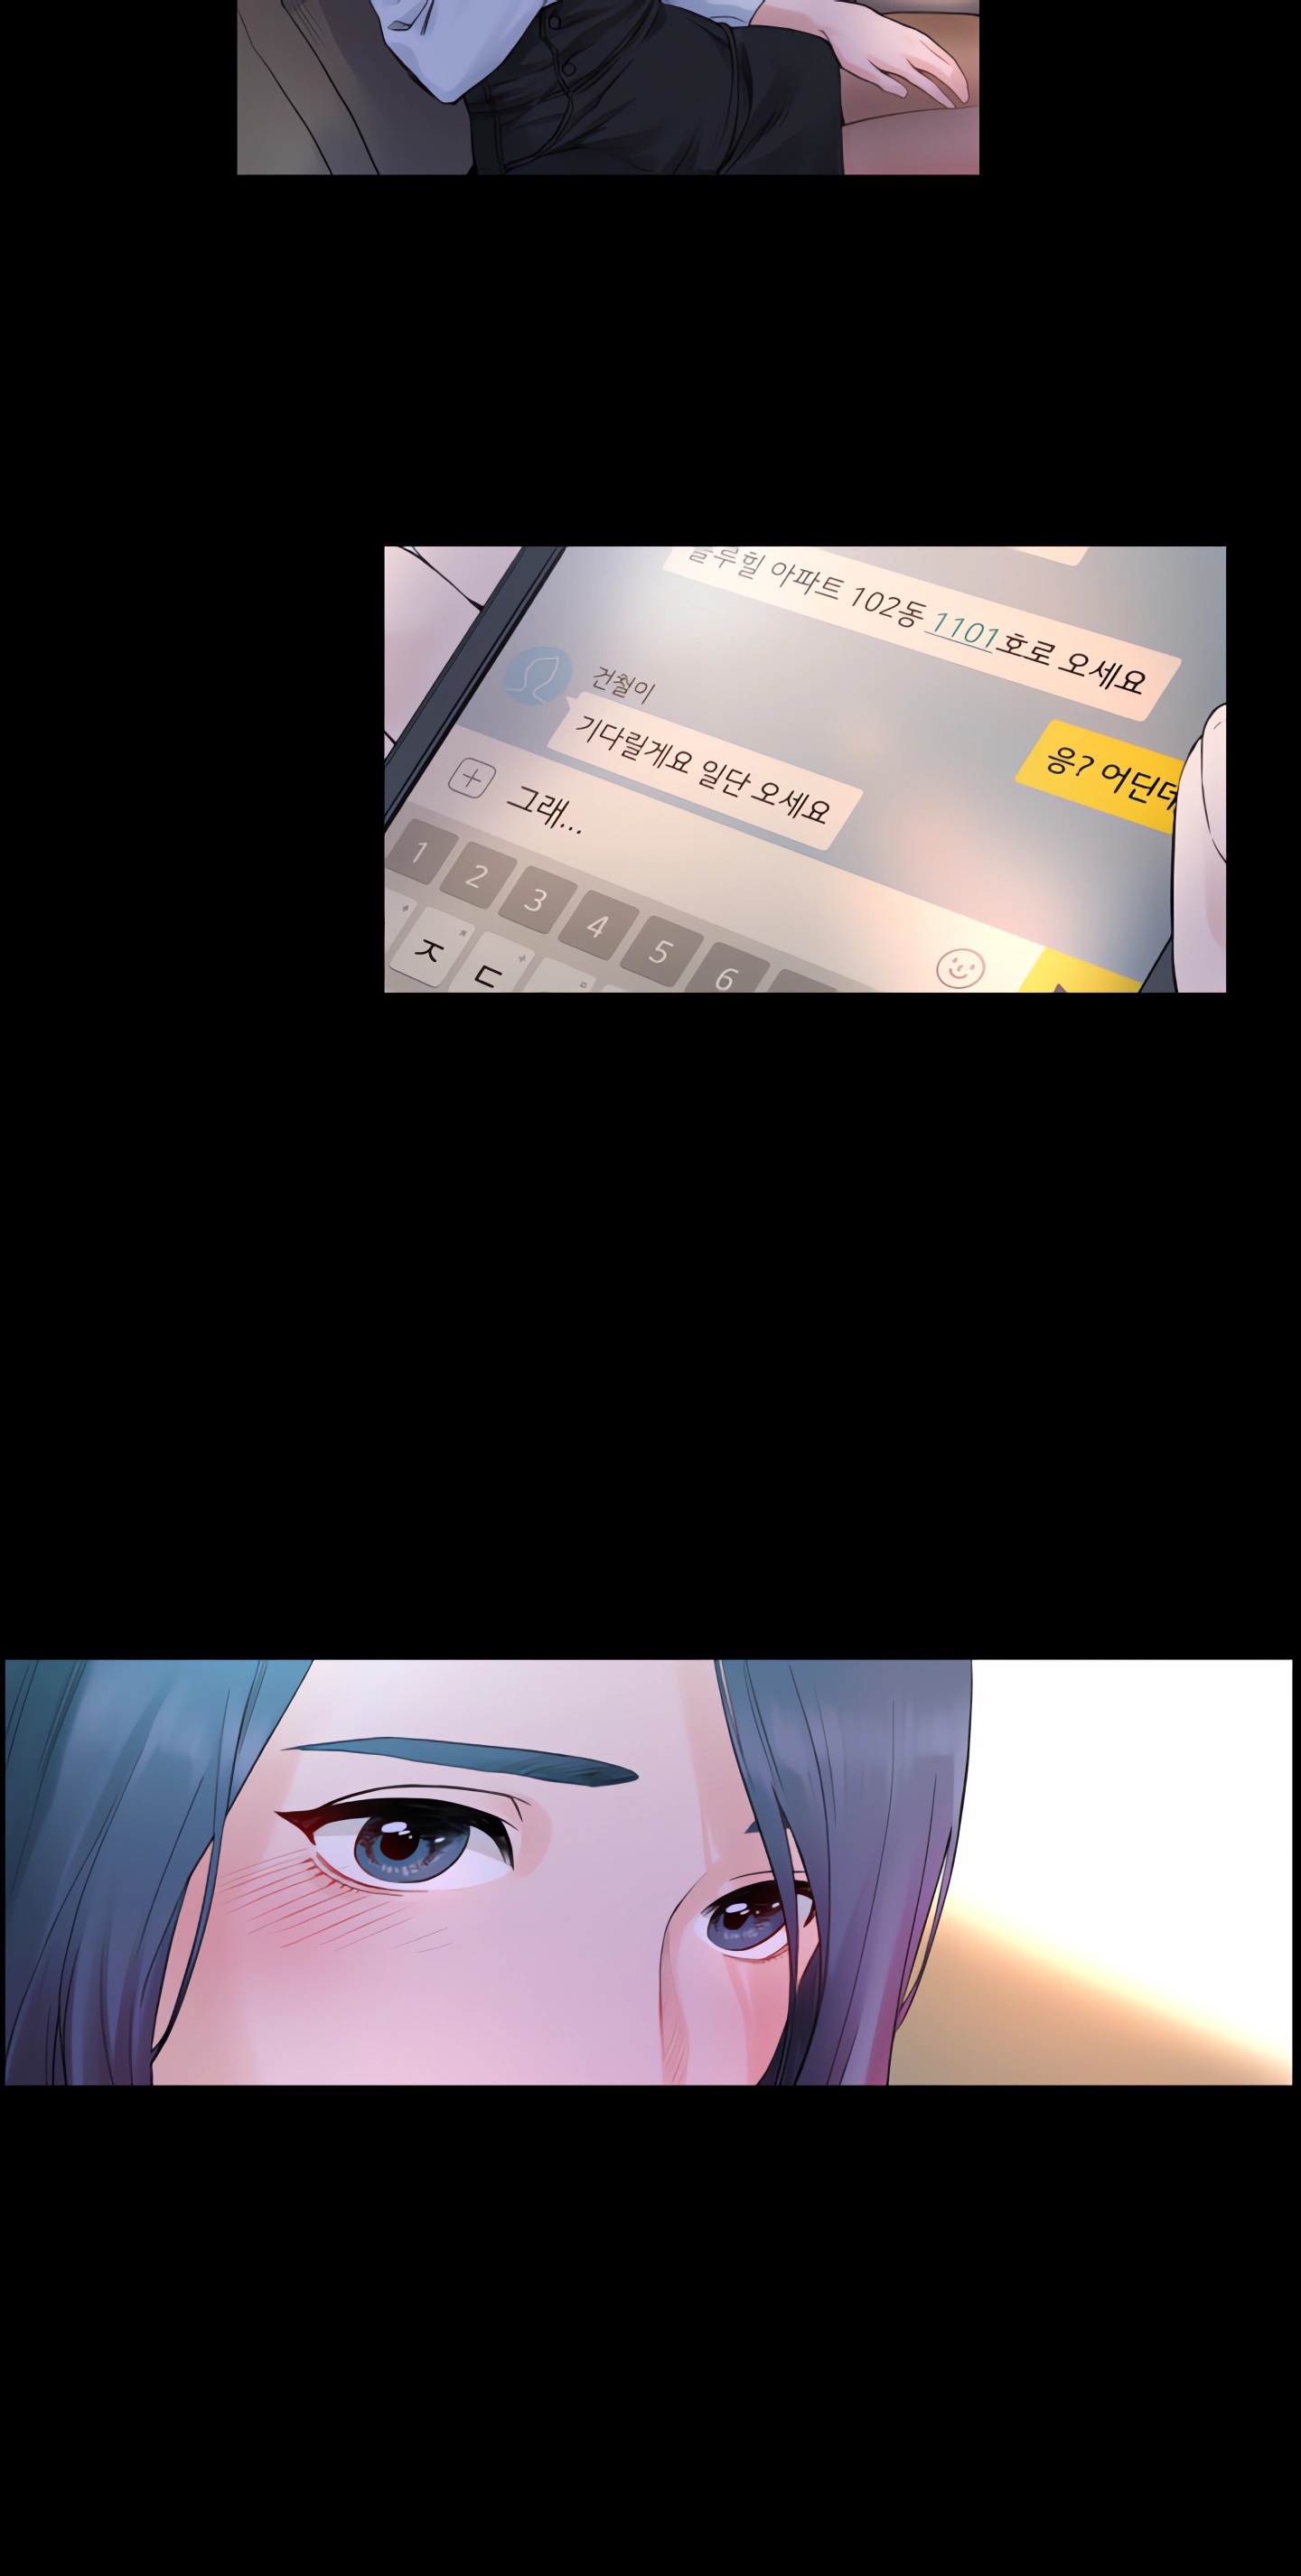 블루힐 아파트 102동 1101호로 오세요
응? 어딘데
건철이
기다릴게요 일단 오세요
그래...
1 2 3 4 5 6
ㅈ ㄷ